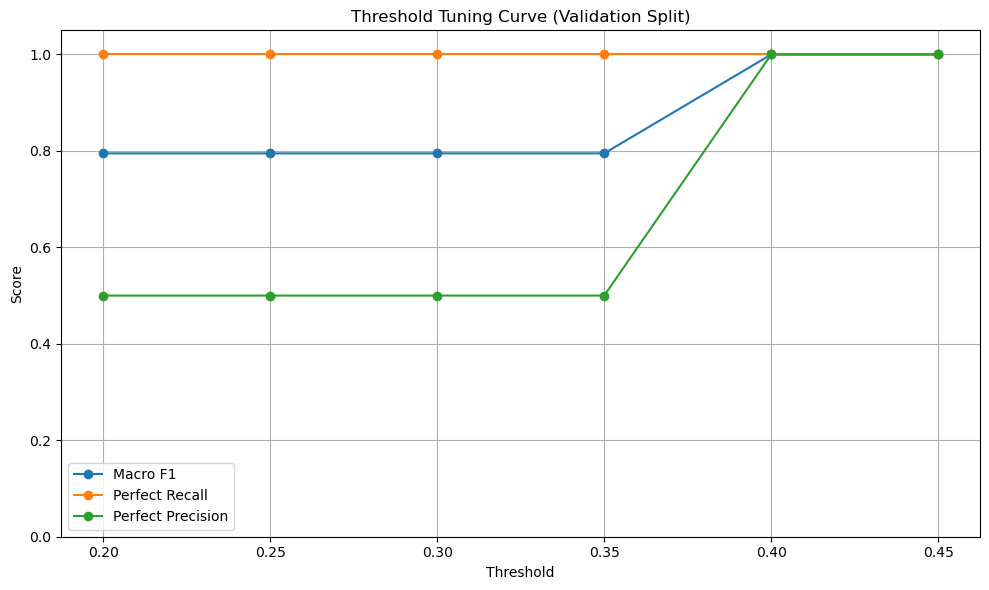 Threshold Tuning Curve (Validation Split)
1.0
0.8
0.6
0.4
0.2
0.0
Score
Macro F1
Perfect Recall
Perfect Precision
0.20 0.25 0.30 0.35 0.40 0.45
Threshold